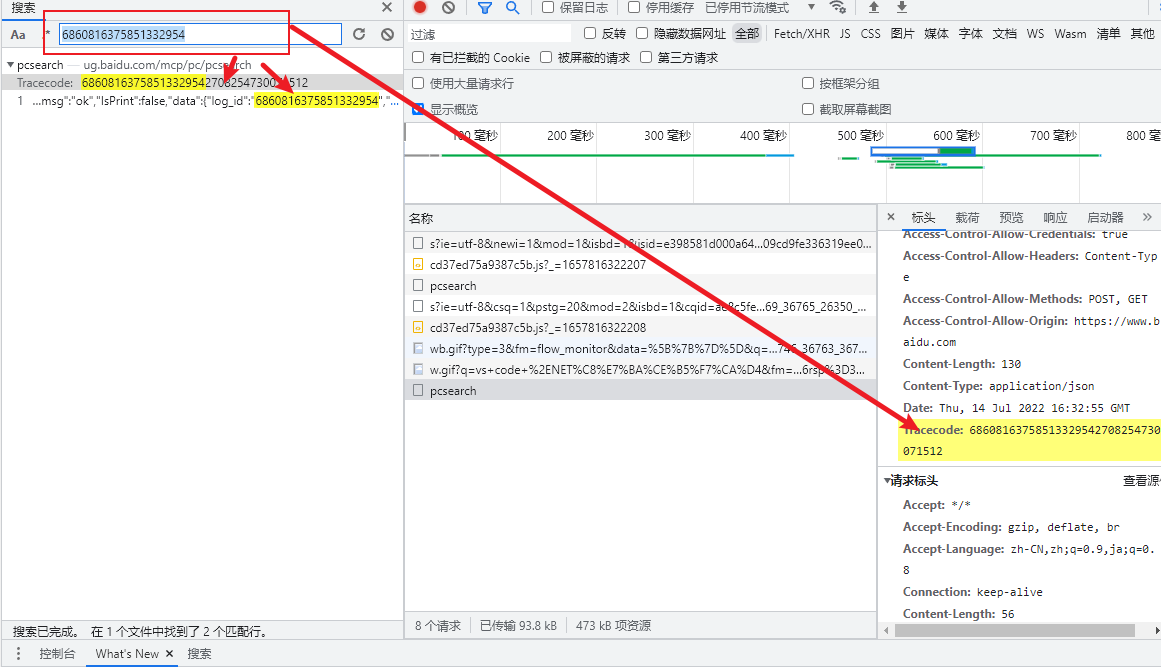 搜索
Aa .* 6860816375851332954
pcsearch — ug.baidu.com/mcp/pc/pcsearch
Tracecode:
1 ...msg":"ok","IsPrint":false,"data":{"log_id":"6860816375851332954","...
搜索已完成。 在 1 个文件中找到了 2 个匹配行。
控制台 What's New × 搜索
保留日志 停用缓存 已停用节流模式
过滤 反转 隐藏数据网址 全部 Fetch/XHR JS CSS 图片 媒体 字体 文档 WS Wasm 清单 其他
有已拦截的 Cookie 被屏蔽的请求 第三方请求
使用大量请求行 按框架分组
显示概览 截取屏幕截图
100 毫秒 200 毫秒 300 毫秒 400 毫秒 500 毫秒 600 毫秒 700 毫秒 800 毫
名称
s?ie=utf-8&newi=1&mod=1&isbd=1&isid=e398581d000a64...09cd9fe336319ee0...
cd37ed75a9387c5b.js?_=1657816322207
pcsearch
s?ie=utf-8&csq=1&pstg=20&mod=2&isbd=1&cqid=ae8c5fe...69_36765_26350_...
cd37ed75a9387c5b.js?_=1657816322208
wb.gif?type=3&fm=flow_monitor&data=%5B%7B%7D%5D&q=...746_36763_367...
w.gif?q=vs+code+%2ENET%C8%E7%BA%CE%B5%F7%CA%D4&fm=...6rsp%3D3...
pcsearch
8 个请求 已传输 93.8 kB 473 kB 项资源
× 标头 载荷 预览 响应 启动器 »
Access-Control-Allow-Credentials: true
Access-Control-Allow-Headers: Content-Typ
e
Access-Control-Allow-Methods: POST, GET
Access-Control-Allow-Origin: https://www.b
aidu.com
Content-Length: 130
Content-Type: application/json
Date: Thu, 14 Jul 2022 16:32:55 GMT
Tracecode: 68608163758513329542708254730
071512
请求标头 查看源
Accept: */*
Accept-Encoding: gzip, deflate, br
Accept-Language: zh-CN,zh;q=0.9,ja;q=0.
8
Connection: keep-alive
Content-Length: 56